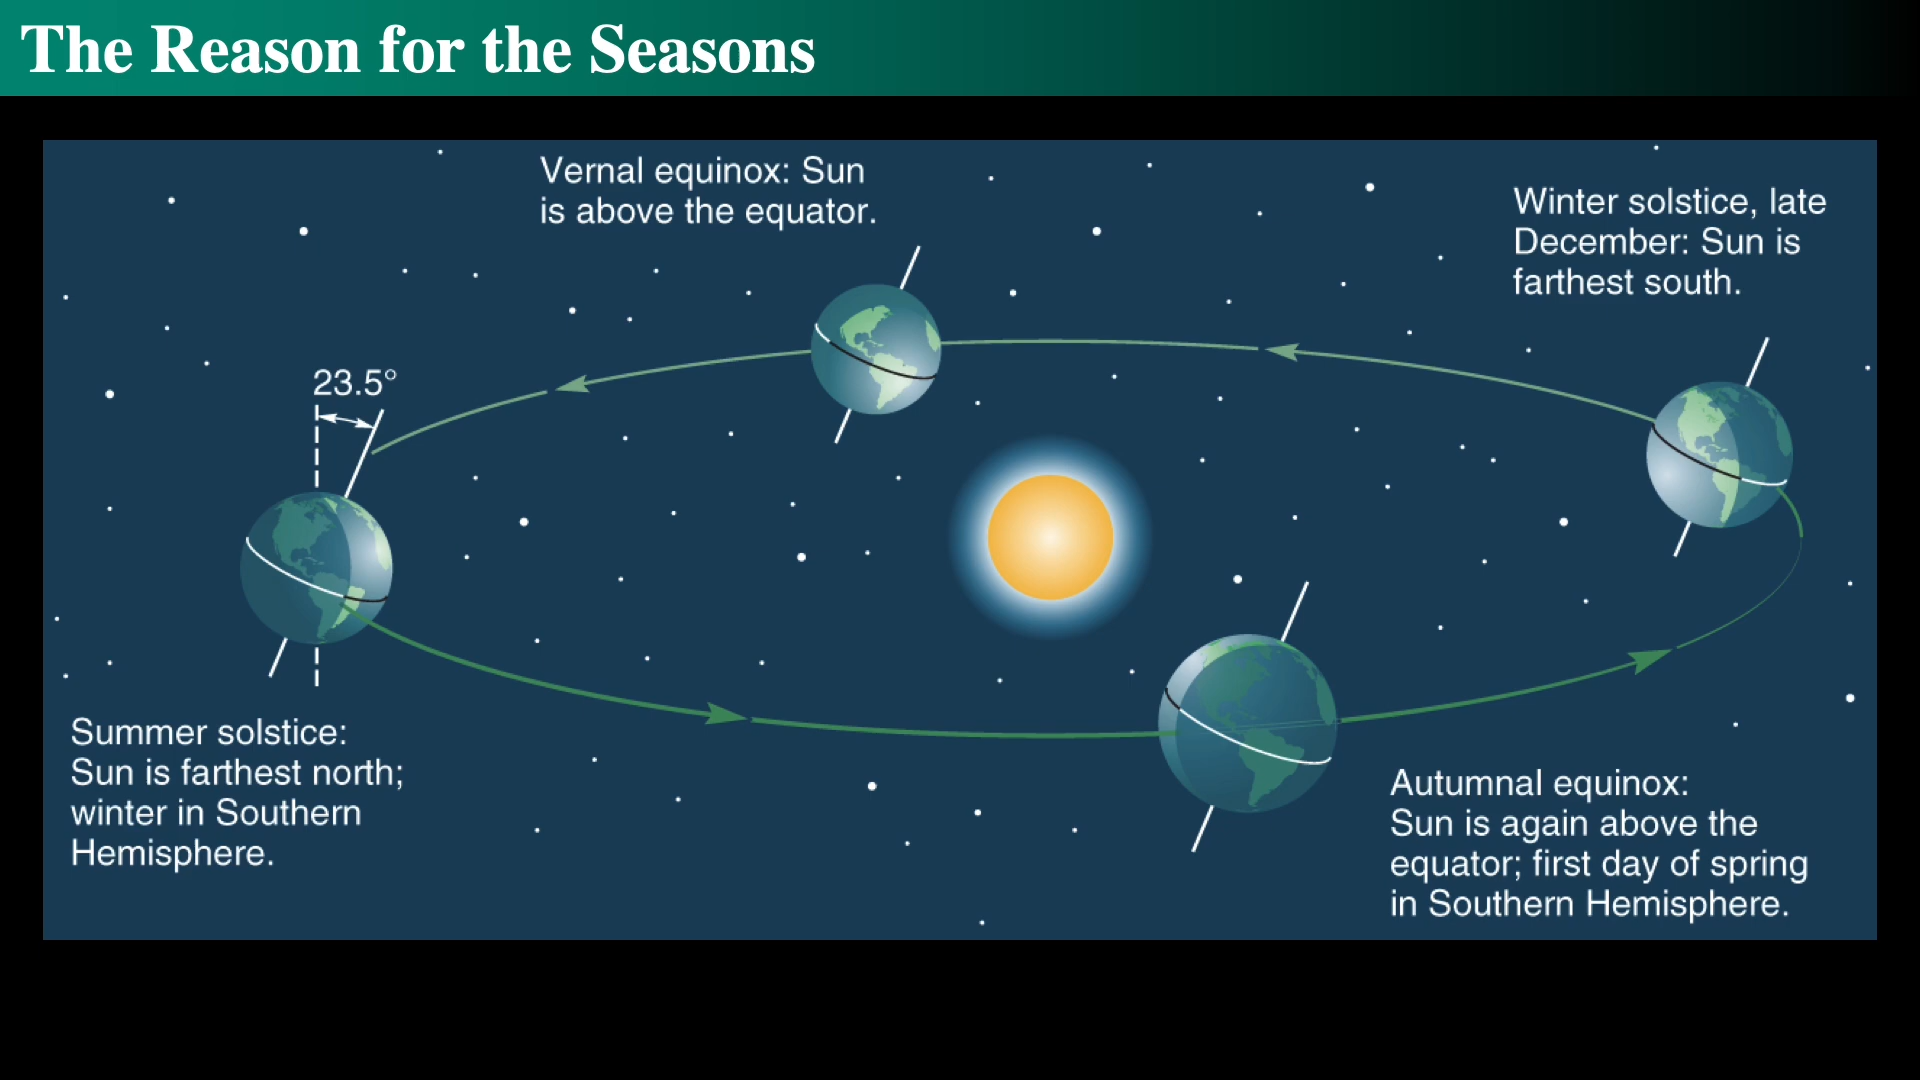 The Reason for the Seasons
Vernal equinox: Sun
is above the equator.
Winter solstice, late
December: Sun is
farthest south.
23.5°
Summer solstice:
Sun is farthest north;
winter in Southern
Hemisphere.
Autumnal equinox:
Sun is again above the
equator; first day of spring
in Southern Hemisphere.